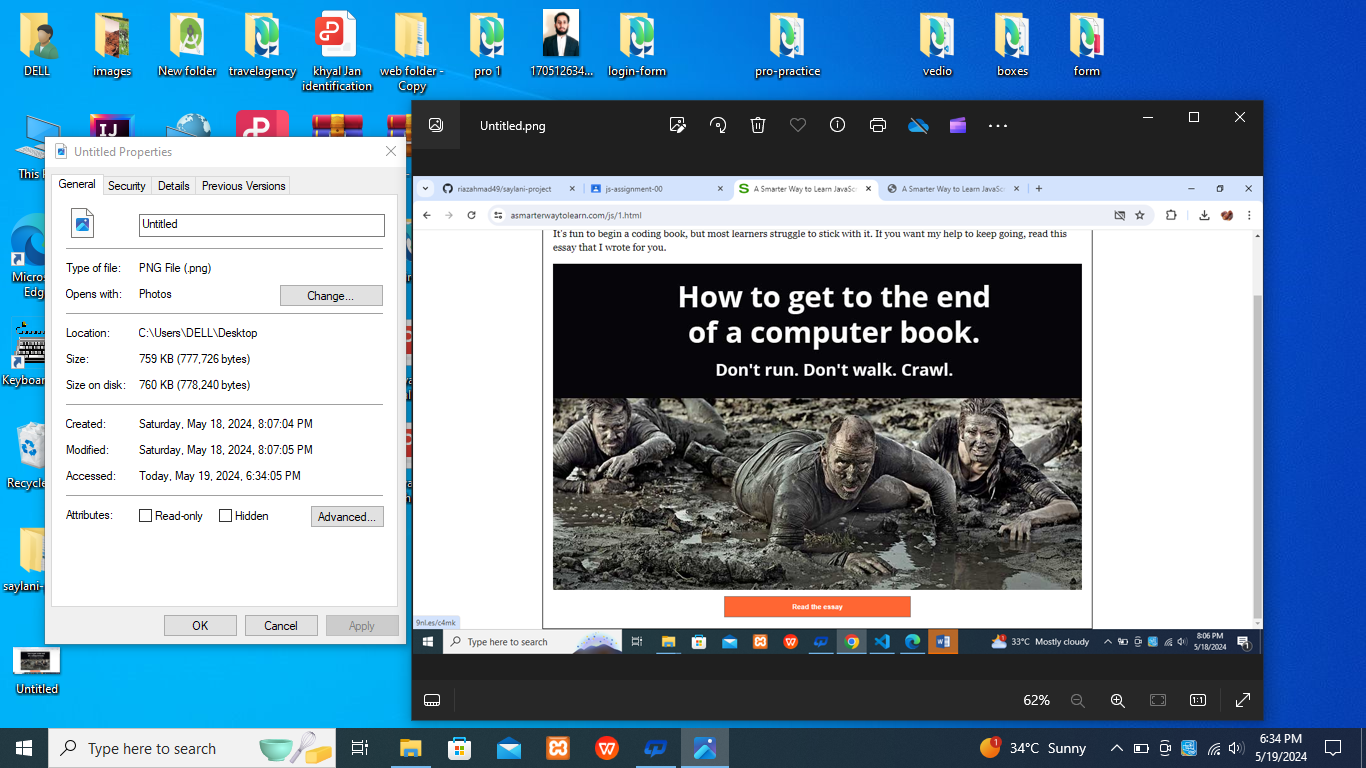 DELL
images
New folder
travelagency
khyal Jan
identification
web folder -
Copy
pro 1
170512634...
login-form
pro-practice
vedio
boxes
form
Untitled Properties
General
Security
Details
Previous Versions
Untitled
Type of file: PNG File (.png)
Opens with: Photos
Change...
Location: C:\Users\DELL\Desktop
Size: 759 KB (777,726 bytes)
Size on disk: 760 KB (778,240 bytes)
Created: Saturday, May 18, 2024, 8:07:04 PM
Modified: Saturday, May 18, 2024, 8:07:05 PM
Accessed: Today, May 19, 2024, 6:34:05 PM
Attributes: Read-only Hidden
Advanced...
OK
Cancel
Apply
This
Micros
Edg
Keyboar
Recycle
saylani-
Untitled
Untitled.png
riazahmad49/saylani-project
js-assignment-00
A Smarter Way to Learn JavaSc
A Smarter Way to Learn JavaSc
asmarterwaytolearn.com/js/1.html
It's fun to begin a coding book, but most learners struggle to stick with it. If you want my help to keep going, read this
essay that I wrote for you.
How to get to the end
of a computer book.
Don't run. Don't walk. Crawl.
Read the essay
9nl.es/c4mk
Type here to search
33°C Mostly cloudy
8:06 PM
5/18/2024
1
62%
1:1
Type here to search
1
34°C Sunny
6:34 PM
5/19/2024